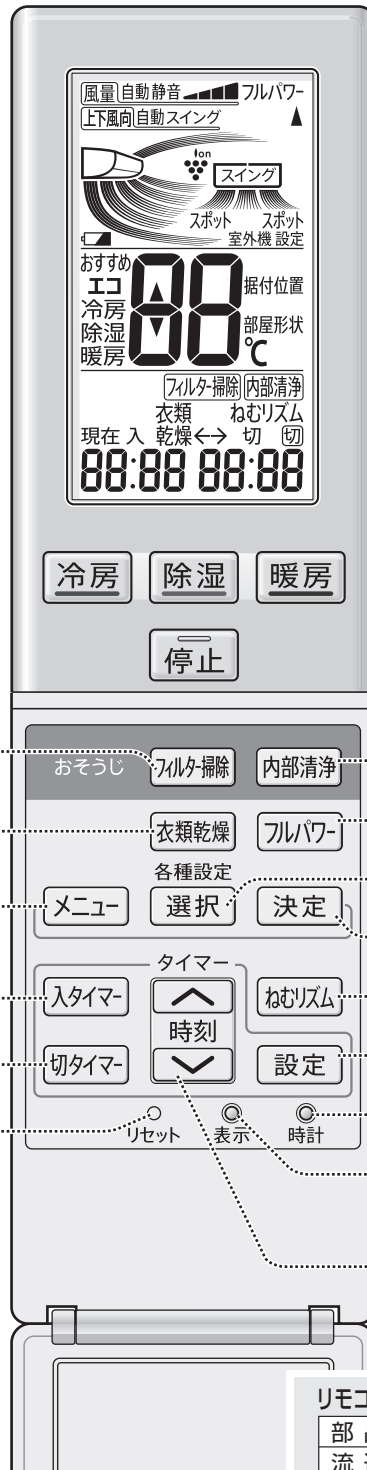 風量 自動 静音 フルパワー
上下風向 自動 スイング
ion
スイング
スポット スポット
室外機 設定
おすすめ
エコ 88 据付位置
冷房
除湿 部屋形状
暖房 ℃
フィルター掃除 内部清浄
衣類 ねむリズム
現在 入 乾燥←→ 切 切
88:88 88:88
冷房 除湿 暖房
停止
おそうじ フィルター掃除 内部清浄
衣類乾燥 フルパワー
各種設定
メニュー 選択 決定
タイマー
入タイマー ねむリズム
時刻
切タイマー 設定
リセット 表示 時計
リモコ
部